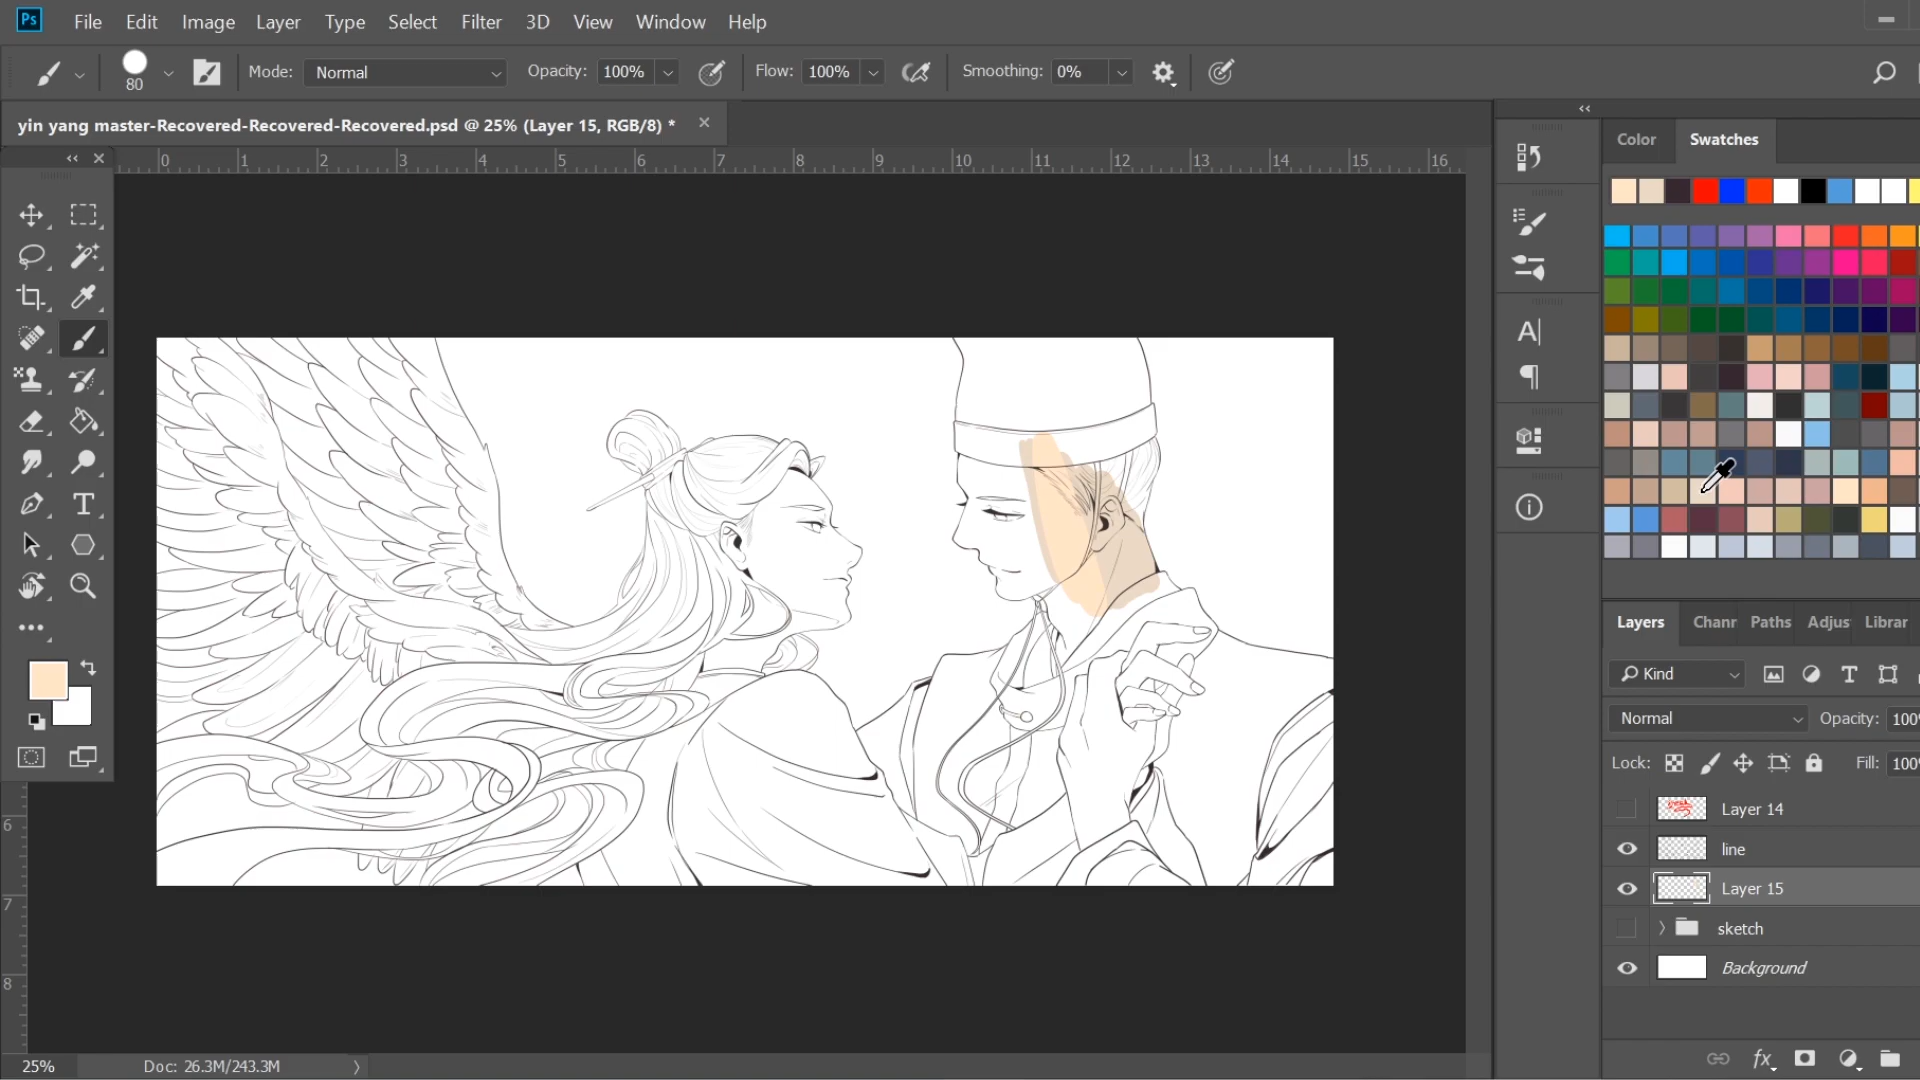 Ps File Edit Image Layer Type Select Filter 3D View Window Help
80 Mode: Normal Opacity: 100% Flow: 100% Smoothing: 0%
yin yang master-Recovered-Recovered-Recovered.psd @ 25% (Layer 15, RGB/8) *
0 1 2 3 4 5 6 7 8 9 10 11 12 13 14 15 16
Color Swatches
Layers Chanr Paths Adjus Librar
Kind
Normal Opacity: 100
Lock: Fill: 100
Layer 14
line
Layer 15
sketch
Background
6
7
8
25% Doc: 26.3M/243.3M